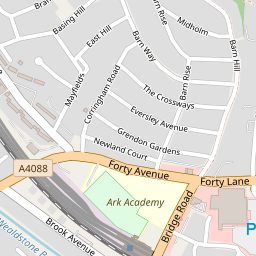 Basing Hill
Barn Rise
Midholm
East Hill
Barn Way
Barn Hill
Mayfields
Corringham Road
The Crossways
Barn Rise
Eversley Avenue
Grendon Gardens
Newland Court
A4088
Forty Avenue
Forty Lane
Ark Academy
Bridge Road
Brook Avenue
Wealdstone
P